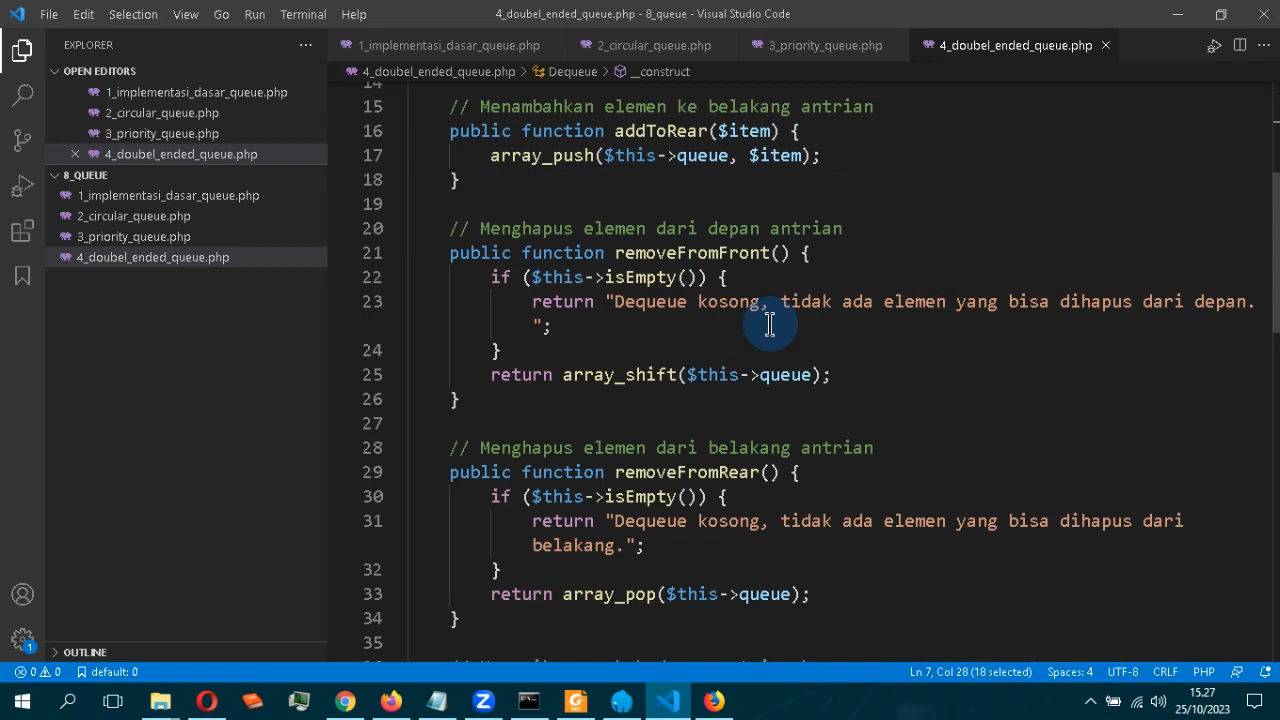 File Edit Selection View Go Run Terminal Help 4_doubel_ended_queue.php - 8_queue - Visual Studio Code
EXPLORER
1_implementasi_dasar_queue.php 2_circular_queue.php 3_priority_queue.php 4_doubel_ended_queue.php
OPEN EDITORS
1_implementasi_dasar_queue.php
2_circular_queue.php
3_priority_queue.php
4_doubel_ended_queue.php
8_QUEUE
1_implementasi_dasar_queue.php
2_circular_queue.php
3_priority_queue.php
4_doubel_ended_queue.php
OUTLINE
4_doubel_ended_queue.php > Dequeue > __construct
14
15 // Menambahkan elemen ke belakang antrian
16 public function addToRear($item) {
17 array_push($this->queue, $item);
18 }
19
20 // Menghapus elemen dari depan antrian
21 public function removeFromFront() {
22 if ($this->isEmpty()) {
23 return "Dequeue kosong, tidak ada elemen yang bisa dihapus dari depan.
";
24 }
25 return array_shift($this->queue);
26 }
27
28 // Menghapus elemen dari belakang antrian
29 public function removeFromRear() {
30 if ($this->isEmpty()) {
31 return "Dequeue kosong, tidak ada elemen yang bisa dihapus dari
belakang.";
32 }
33 return array_pop($this->queue);
34 }
35
1
0 0 default: 0 Ln 7, Col 28 (18 selected) Spaces: 4 UTF-8 CRLF PHP
15.27
25/10/2023